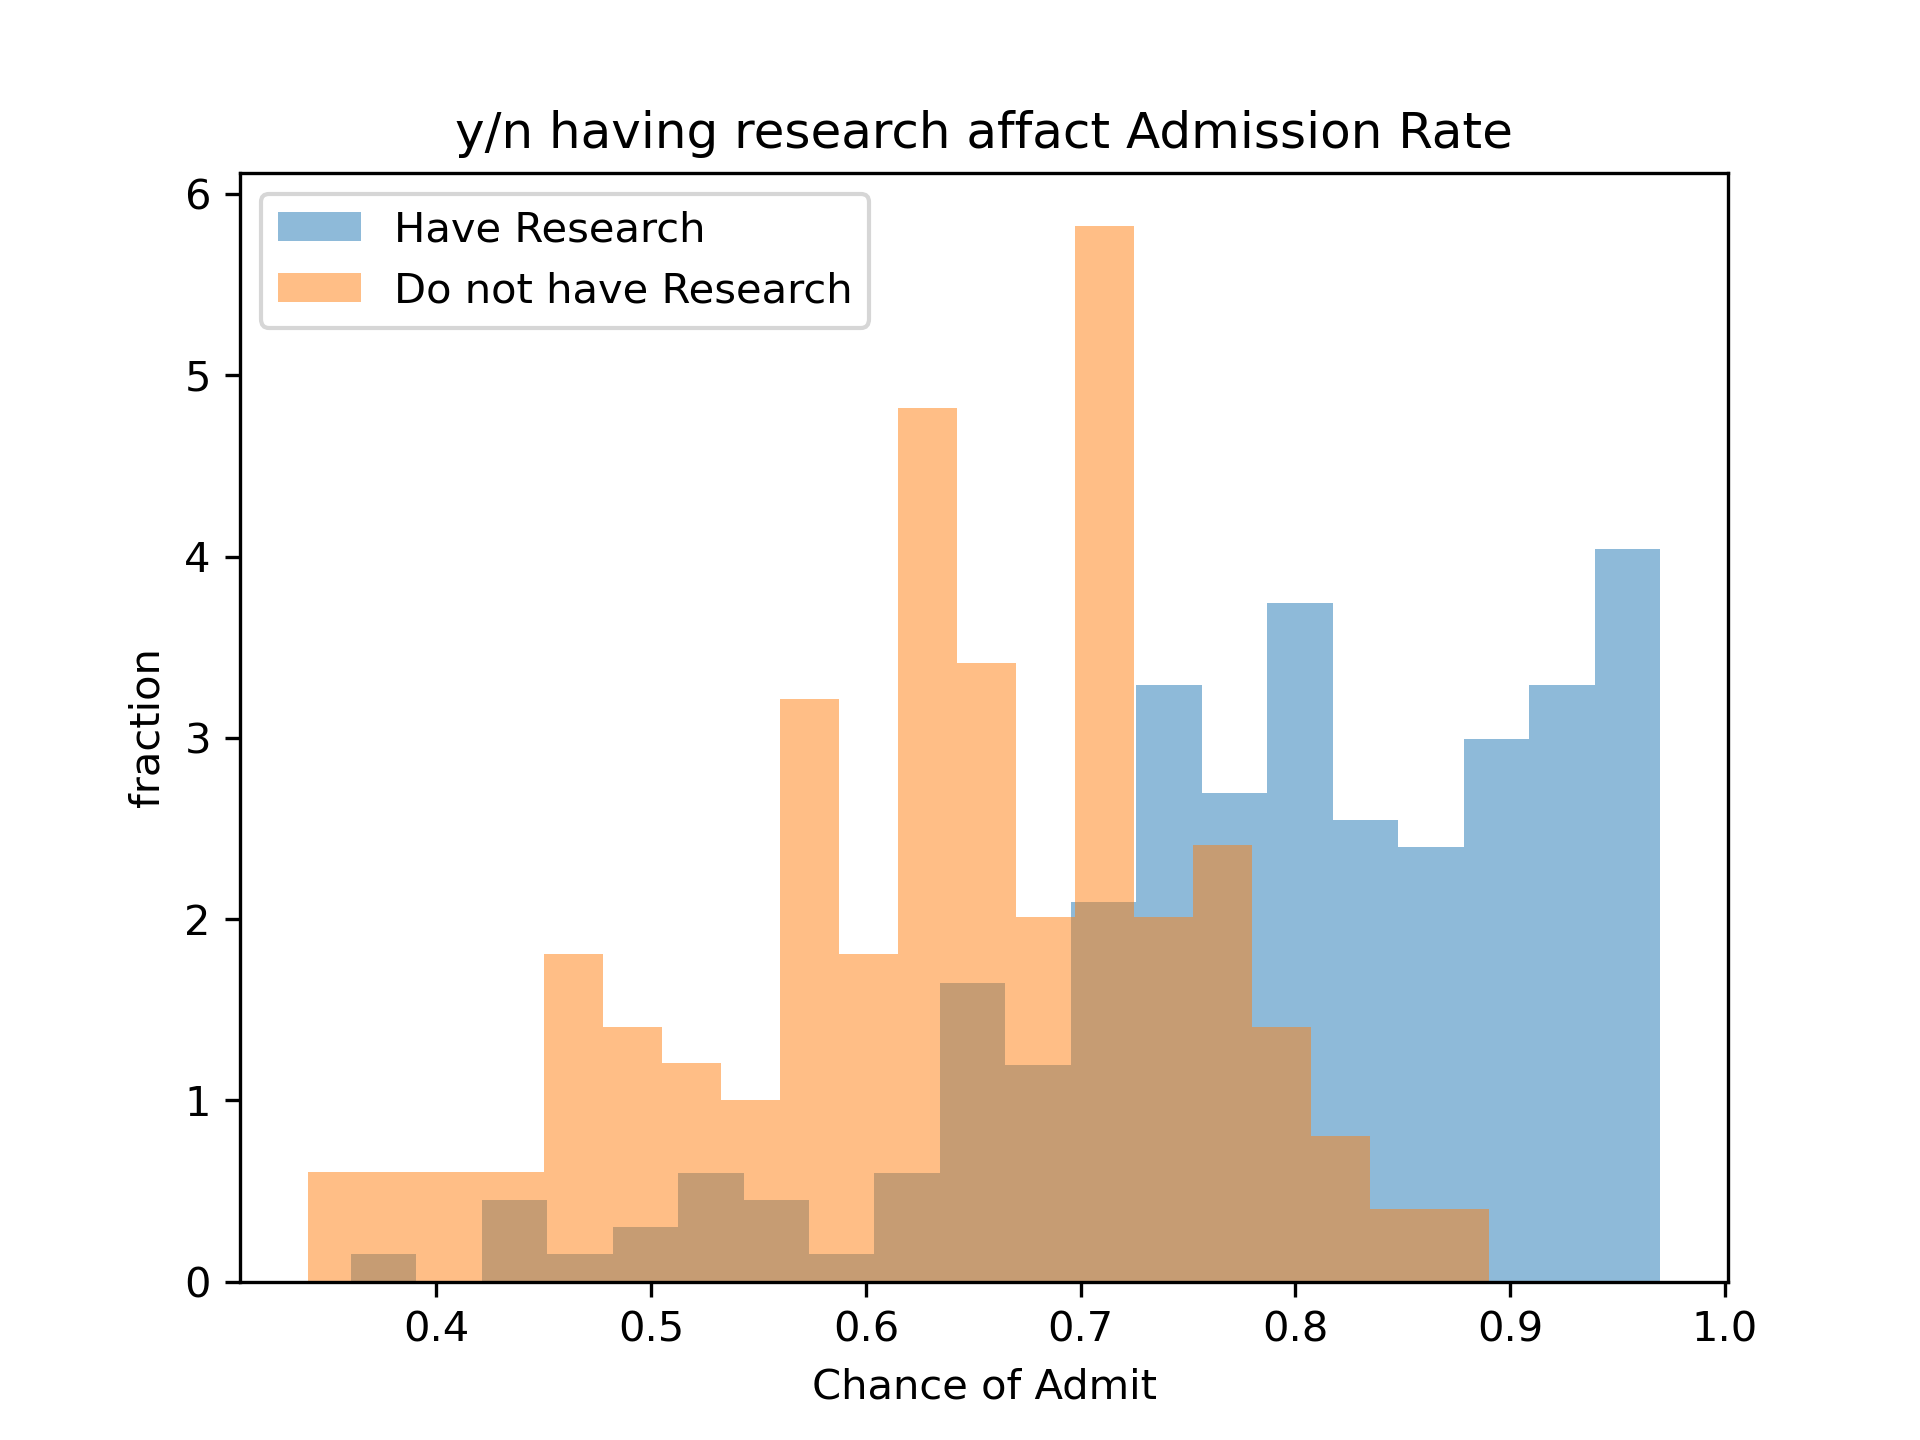 y/n having research affact Admission Rate
Have Research
Do not have Research
6
5
4
3
2
1
0
fraction
0.4 0.5 0.6 0.7 0.8 0.9 1.0
Chance of Admit